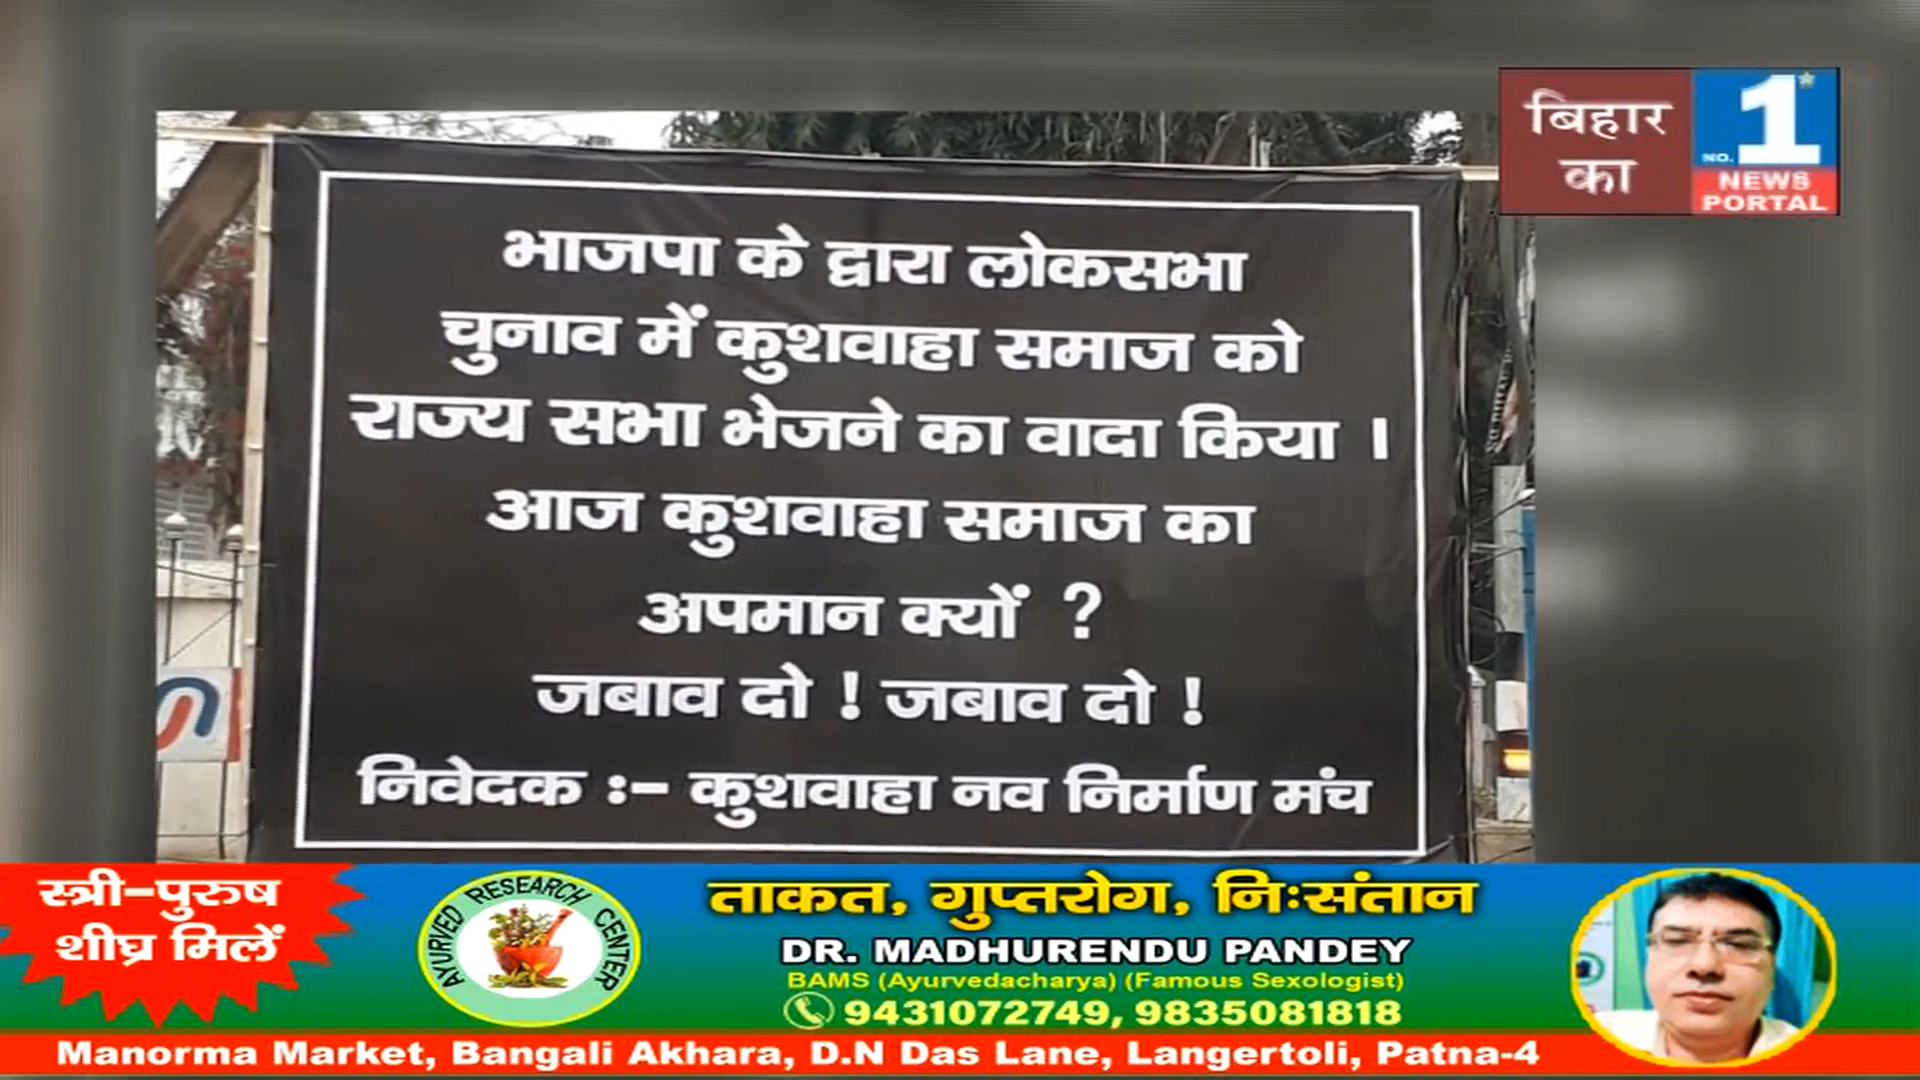 बिहार
का
NO. 1
NEWS
PORTAL
भाजपा के द्वारा लोकसभा
चुनाव में कुशवाहा समाज को
राज्य सभा भेजने का वादा किया ।
आज कुशवाहा समाज का
अपमान क्यों ?
जबाव दो ! जबाव दो !
निवेदक :- कुशवाहा नव निर्माण मंच
स्त्री-पुरुष
शीघ्र मिलें
AYURVED RESEARCH CENTER
ताकत, गुप्तरोग, निःसंतान
DR. MADHURENDU PANDEY
BAMS (Ayurvedacharya) (Famous Sexologist)
9431072749, 9835081818
Manorma Market, Bangali Akhara, D.N Das Lane, Langertoli, Patna-4